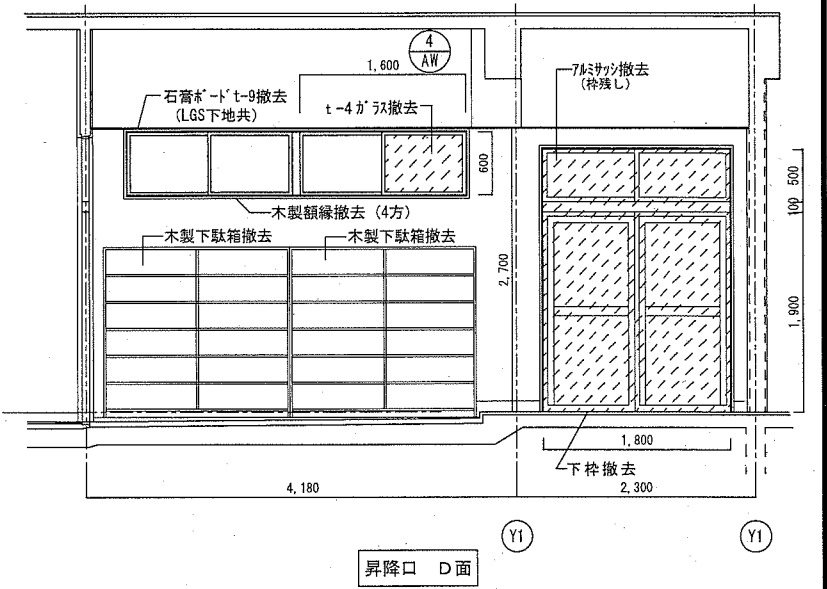 4
AW
1,600
石膏ボードt-9撤去
(LGS下地共)
t-4ガラス撤去
アルミサッシ撤去
(枠残し)
600
500
100
1,900
木製額縁撤去 (4方)
木製下駄箱撤去
木製下駄箱撤去
2,700
1,800
下枠撤去
4,180
2,300
Y1
Y1
昇降口 D面